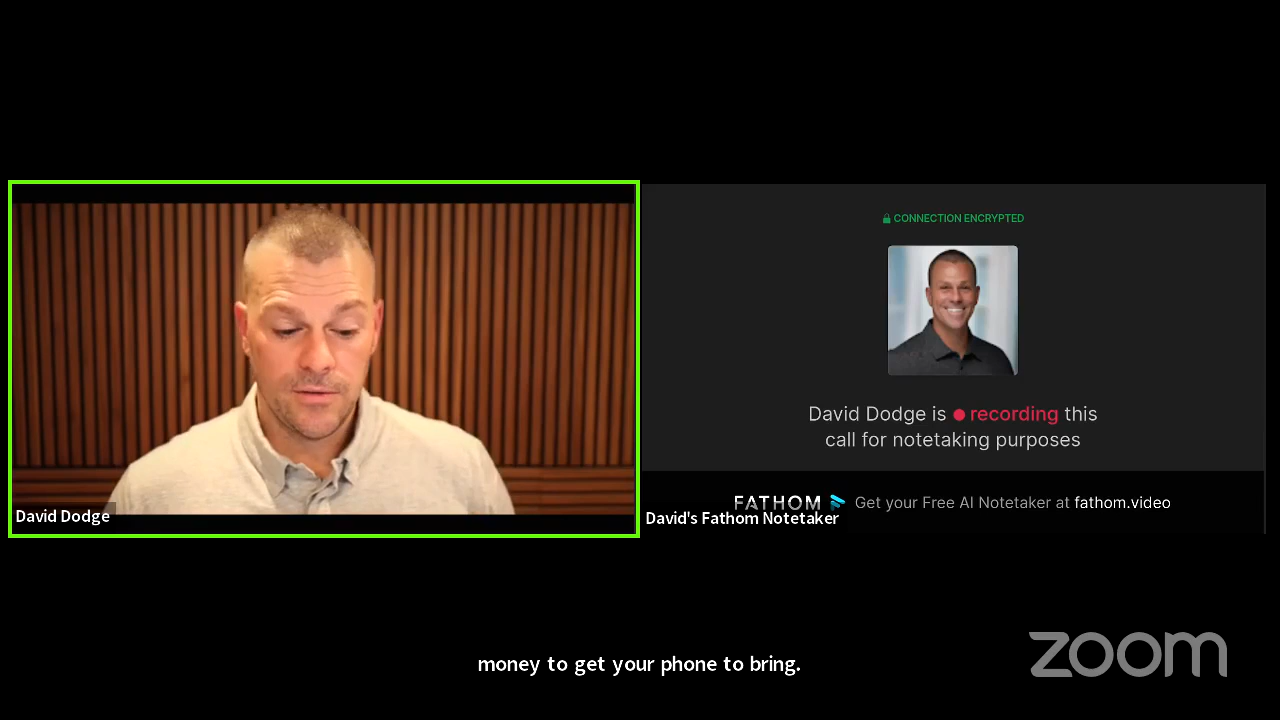 CONNECTION ENCRYPTED
David Dodge is recording this
call for notetaking purposes
FATHOM Get your Free AI Notetaker at fathom.video
David Dodge
David's Fathom Notetaker
money to get your phone to bring.
zoom